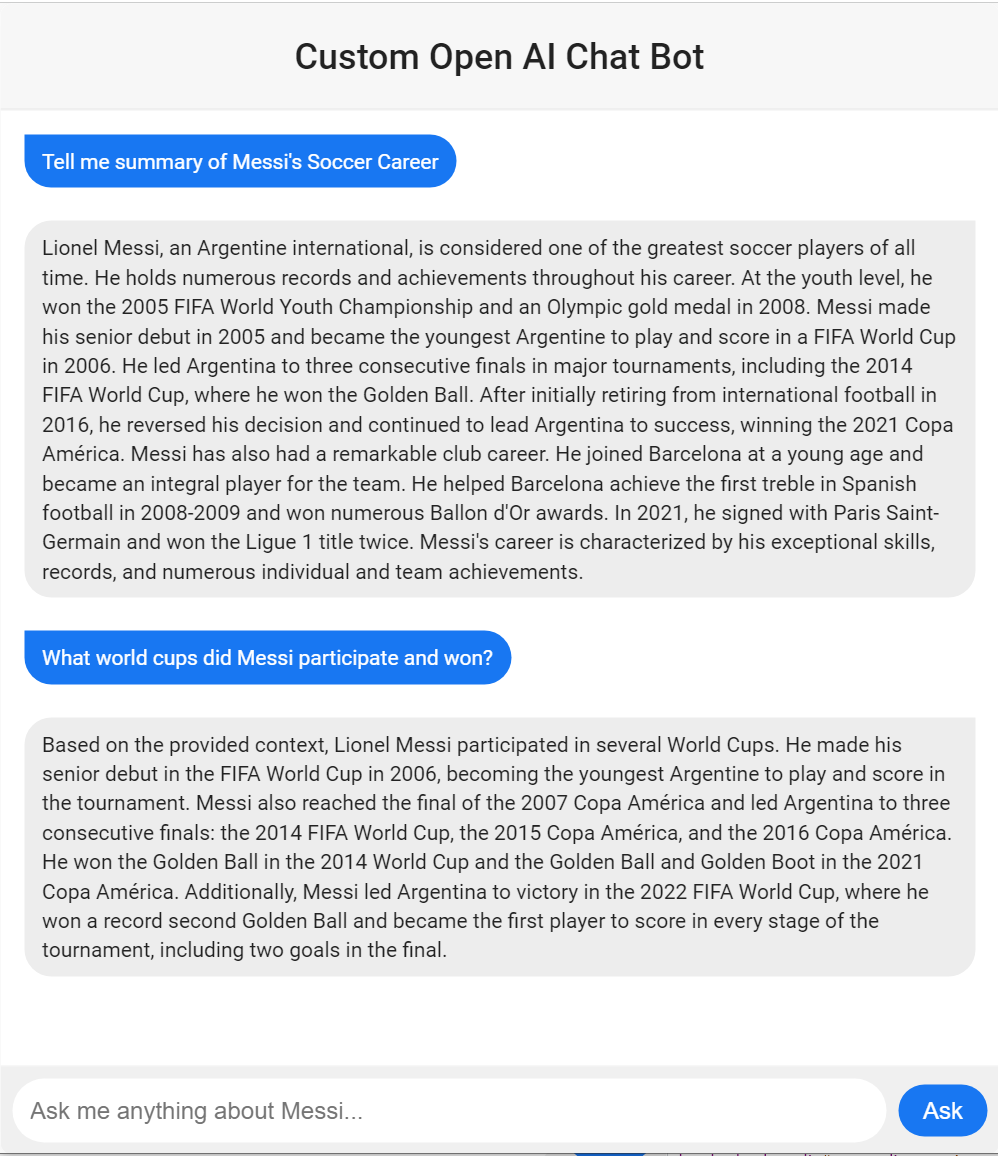 Custom Open AI Chat Bot
Tell me summary of Messi's Soccer Career
Lionel Messi, an Argentine international, is considered one of the greatest soccer players of all
time. He holds numerous records and achievements throughout his career. At the youth level, he
won the 2005 FIFA World Youth Championship and an Olympic gold medal in 2008. Messi made
his senior debut in 2005 and became the youngest Argentine to play and score in a FIFA World Cup
in 2006. He led Argentina to three consecutive finals in major tournaments, including the 2014
FIFA World Cup, where he won the Golden Ball. After initially retiring from international football in
2016, he reversed his decision and continued to lead Argentina to success, winning the 2021 Copa
América. Messi has also had a remarkable club career. He joined Barcelona at a young age and
became an integral player for the team. He helped Barcelona achieve the first treble in Spanish
football in 2008-2009 and won numerous Ballon d'Or awards. In 2021, he signed with Paris Saint-
Germain and won the Ligue 1 title twice. Messi's career is characterized by his exceptional skills,
records, and numerous individual and team achievements.
What world cups did Messi participate and won?
Based on the provided context, Lionel Messi participated in several World Cups. He made his
senior debut in the FIFA World Cup in 2006, becoming the youngest Argentine to play and score in
the tournament. Messi also reached the final of the 2007 Copa América and led Argentina to three
consecutive finals: the 2014 FIFA World Cup, the 2015 Copa América, and the 2016 Copa América.
He won the Golden Ball in the 2014 World Cup and the Golden Ball and Golden Boot in the 2021
Copa América. Additionally, Messi led Argentina to victory in the 2022 FIFA World Cup, where he
won a record second Golden Ball and became the first player to score in every stage of the
tournament, including two goals in the final.
Ask me anything about Messi...
Ask